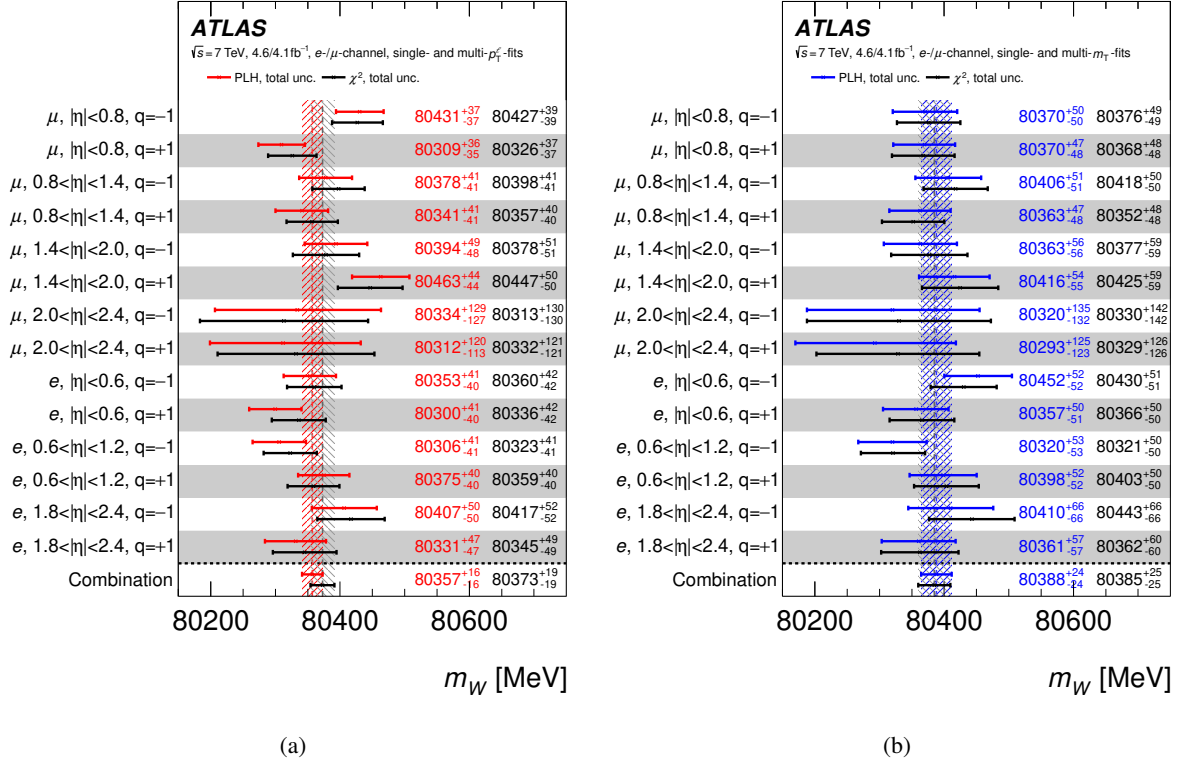 ATLAS
√s = 7 TeV, 4.6/4.1 fb⁻¹, e-/μ-channel, single- and multi-p_T^ℓ-fits
PLH, total unc. χ², total unc.
μ, |η|<0.8, q=−1 80431 +37 -37 80427 +39 -39
μ, |η|<0.8, q=+1 80309 +36 -35 80326 +37 -37
μ, 0.8<|η|<1.4, q=−1 80378 +41 -41 80398 +41 -41
μ, 0.8<|η|<1.4, q=+1 80341 +41 -41 80357 +40 -40
μ, 1.4<|η|<2.0, q=−1 80394 +49 -48 80378 +51 -51
μ, 1.4<|η|<2.0, q=+1 80463 +44 -44 80447 +50 -50
μ, 2.0<|η|<2.4, q=−1 80334 +129 -127 80313 +130 -130
μ, 2.0<|η|<2.4, q=+1 80312 +120 -113 80332 +121 -121
e, |η|<0.6, q=−1 80353 +41 -40 80360 +42 -42
e, |η|<0.6, q=+1 80300 +41 -40 80336 +42 -42
e, 0.6<|η|<1.2, q=−1 80306 +41 -41 80323 +41 -41
e, 0.6<|η|<1.2, q=+1 80375 +40 -40 80359 +40 -40
e, 1.8<|η|<2.4, q=−1 80407 +50 -50 80417 +52 -52
e, 1.8<|η|<2.4, q=+1 80331 +47 -47 80345 +49 -49
Combination 80357 +16 -16 80373 +19 -19
80200 80400 80600
m_W [MeV]
(a)
ATLAS
√s = 7 TeV, 4.6/4.1 fb⁻¹, e-/μ-channel, single- and multi-m_T-fits
PLH, total unc. χ², total unc.
μ, |η|<0.8, q=−1 80370 +50 -50 80376 +49 -49
μ, |η|<0.8, q=+1 80370 +47 -48 80368 +48 -48
μ, 0.8<|η|<1.4, q=−1 80406 +51 -51 80418 +50 -50
μ, 0.8<|η|<1.4, q=+1 80363 +47 -48 80352 +48 -48
μ, 1.4<|η|<2.0, q=−1 80363 +56 -56 80377 +59 -59
μ, 1.4<|η|<2.0, q=+1 80416 +54 -55 80425 +59 -59
μ, 2.0<|η|<2.4, q=−1 80320 +135 -132 80330 +142 -142
μ, 2.0<|η|<2.4, q=+1 80293 +125 -123 80329 +126 -126
e, |η|<0.6, q=−1 80452 +52 -52 80430 +51 -51
e, |η|<0.6, q=+1 80357 +50 -51 80366 +50 -50
e, 0.6<|η|<1.2, q=−1 80320 +53 -53 80321 +50 -50
e, 0.6<|η|<1.2, q=+1 80398 +52 -52 80403 +50 -50
e, 1.8<|η|<2.4, q=−1 80410 +66 -66 80443 +66 -66
e, 1.8<|η|<2.4, q=+1 80361 +57 -57 80362 +60 -60
Combination 80388 +24 -24 80385 +25 -25
80200 80400 80600
m_W [MeV]
(b)